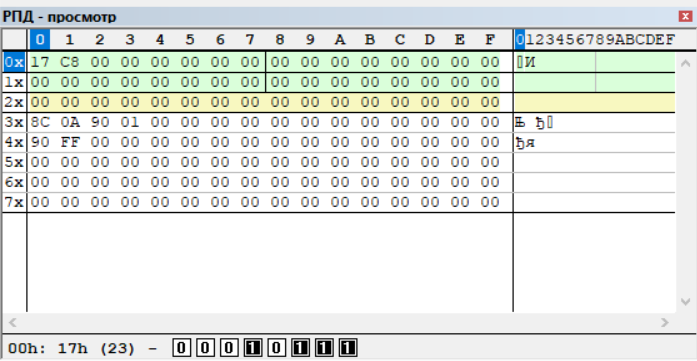 РПД - просмотр
0 1 2 3 4 5 6 7 8 9 A B C D E F 0123456789ABCDEF
0x 17 C8 00 00 00 00 00 00 00 00 00 00 00 00 00 00 ▯И
1x 00 00 00 00 00 00 00 00 00 00 00 00 00 00 00 00
2x 00 00 00 00 00 00 00 00 00 00 00 00 00 00 00 00
3x 8C 0A 90 01 00 00 00 00 00 00 00 00 00 00 00 00 Њ ђ▯
4x 90 FF 00 00 00 00 00 00 00 00 00 00 00 00 00 00 ђя
5x 00 00 00 00 00 00 00 00 00 00 00 00 00 00 00 00
6x 00 00 00 00 00 00 00 00 00 00 00 00 00 00 00 00
7x 00 00 00 00 00 00 00 00 00 00 00 00 00 00 00 00
00h: 17h (23) - 0 0 0 1 0 1 1 1